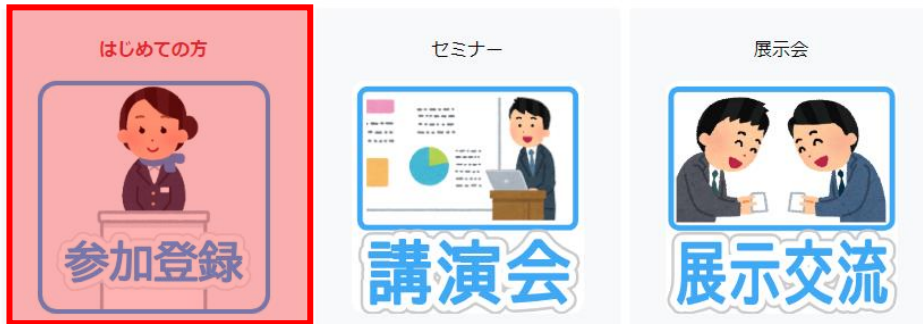 はじめての方
セミナー
展示会
参加登録
講演会
展示交流